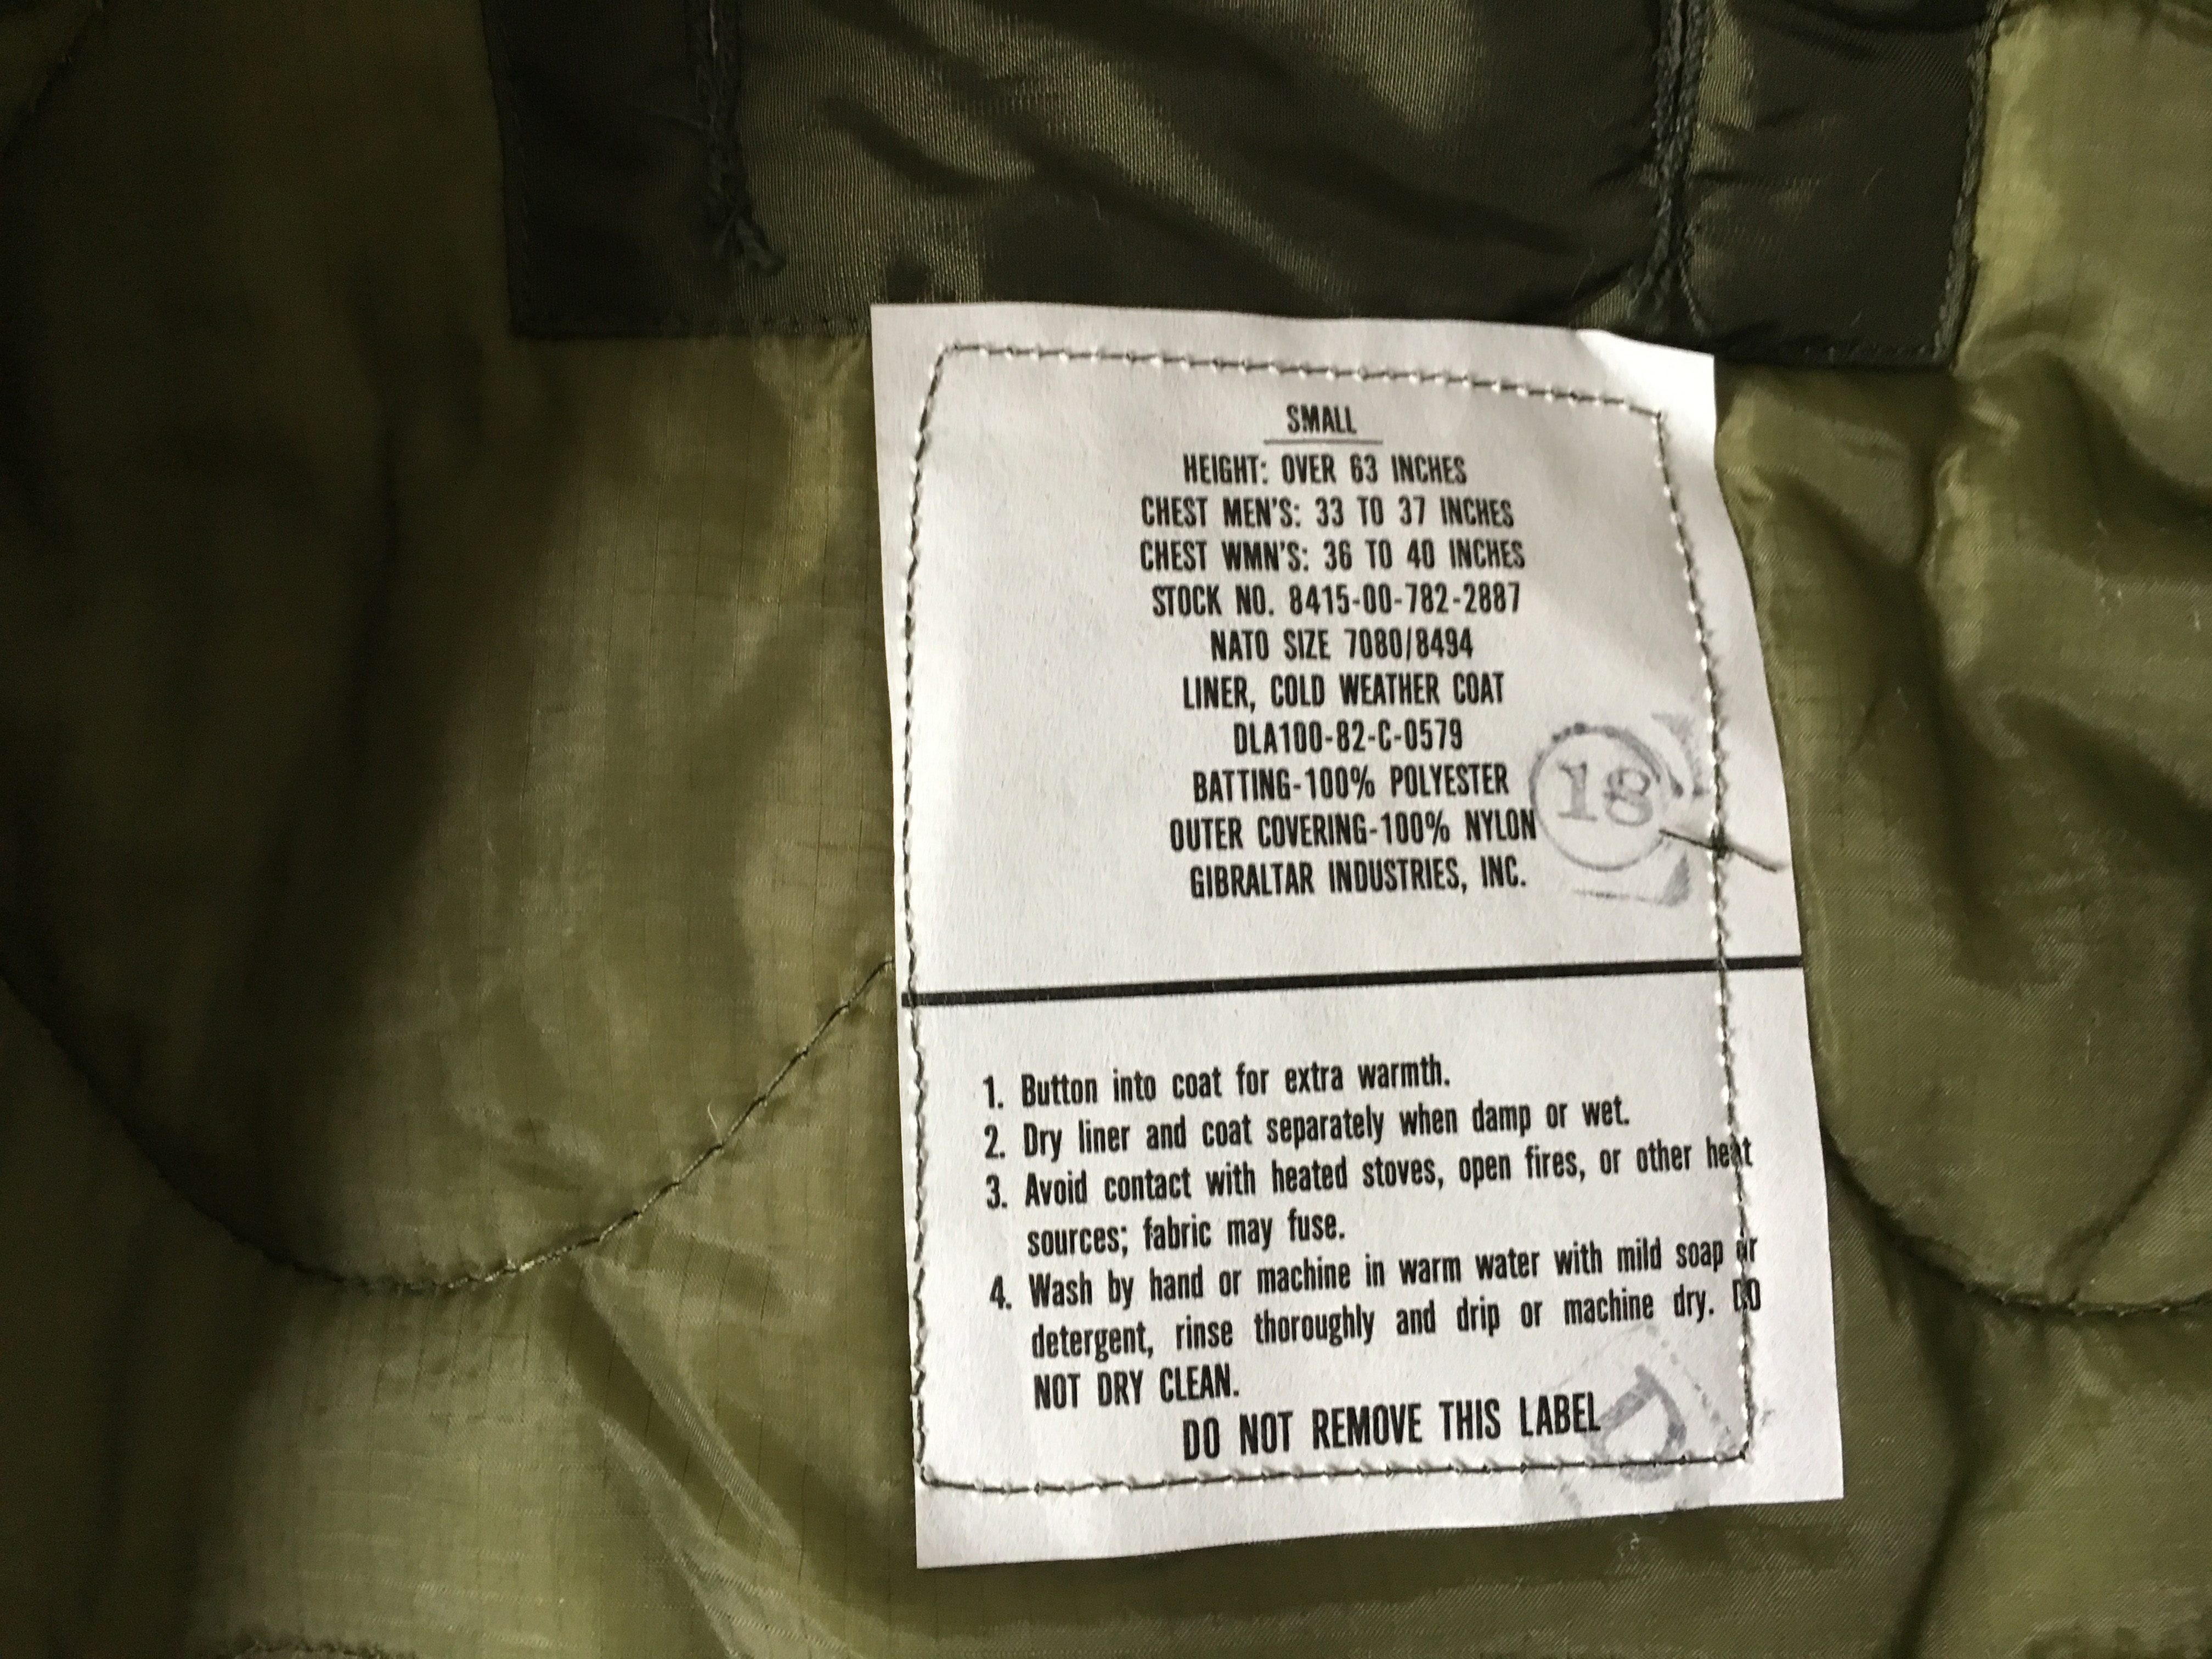 SMALL
HEIGHT: OVER 63 INCHES
CHEST MEN'S: 33 TO 37 INCHES
CHEST WMN'S: 36 TO 40 INCHES
STOCK NO. 8415-00-782-2887
NATO SIZE 7080/8494
LINER, COLD WEATHER COAT
DLA100-82-C-0579
BATTING-100% POLYESTER
18
OUTER COVERING-100% NYLON
GIBRALTAR INDUSTRIES, INC.
1. Button into coat for extra warmth.
2. Dry liner and coat separately when damp or wet.
3. Avoid contact with heated stoves, open fires, or other heat
sources; fabric may fuse.
4. Wash by hand or machine in warm water with mild soap or
detergent, rinse thoroughly and drip or machine dry. DO
NOT DRY CLEAN.
DO NOT REMOVE THIS LABEL